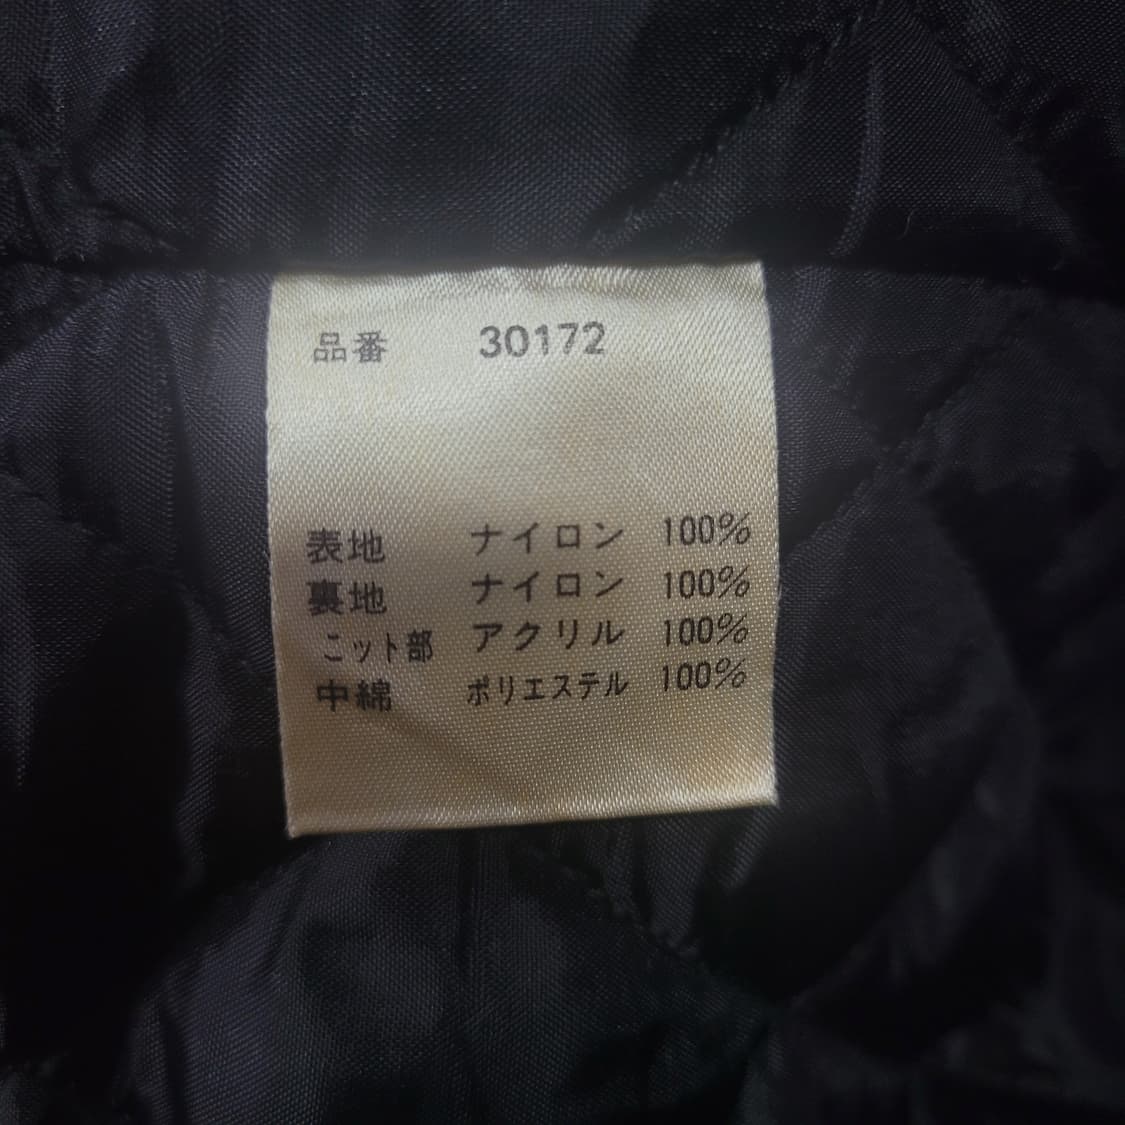 品番 30172
表地 ナイロン 100%
裏地 ナイロン 100%
ニット部 アクリル 100%
中綿 ポリエステル 100%